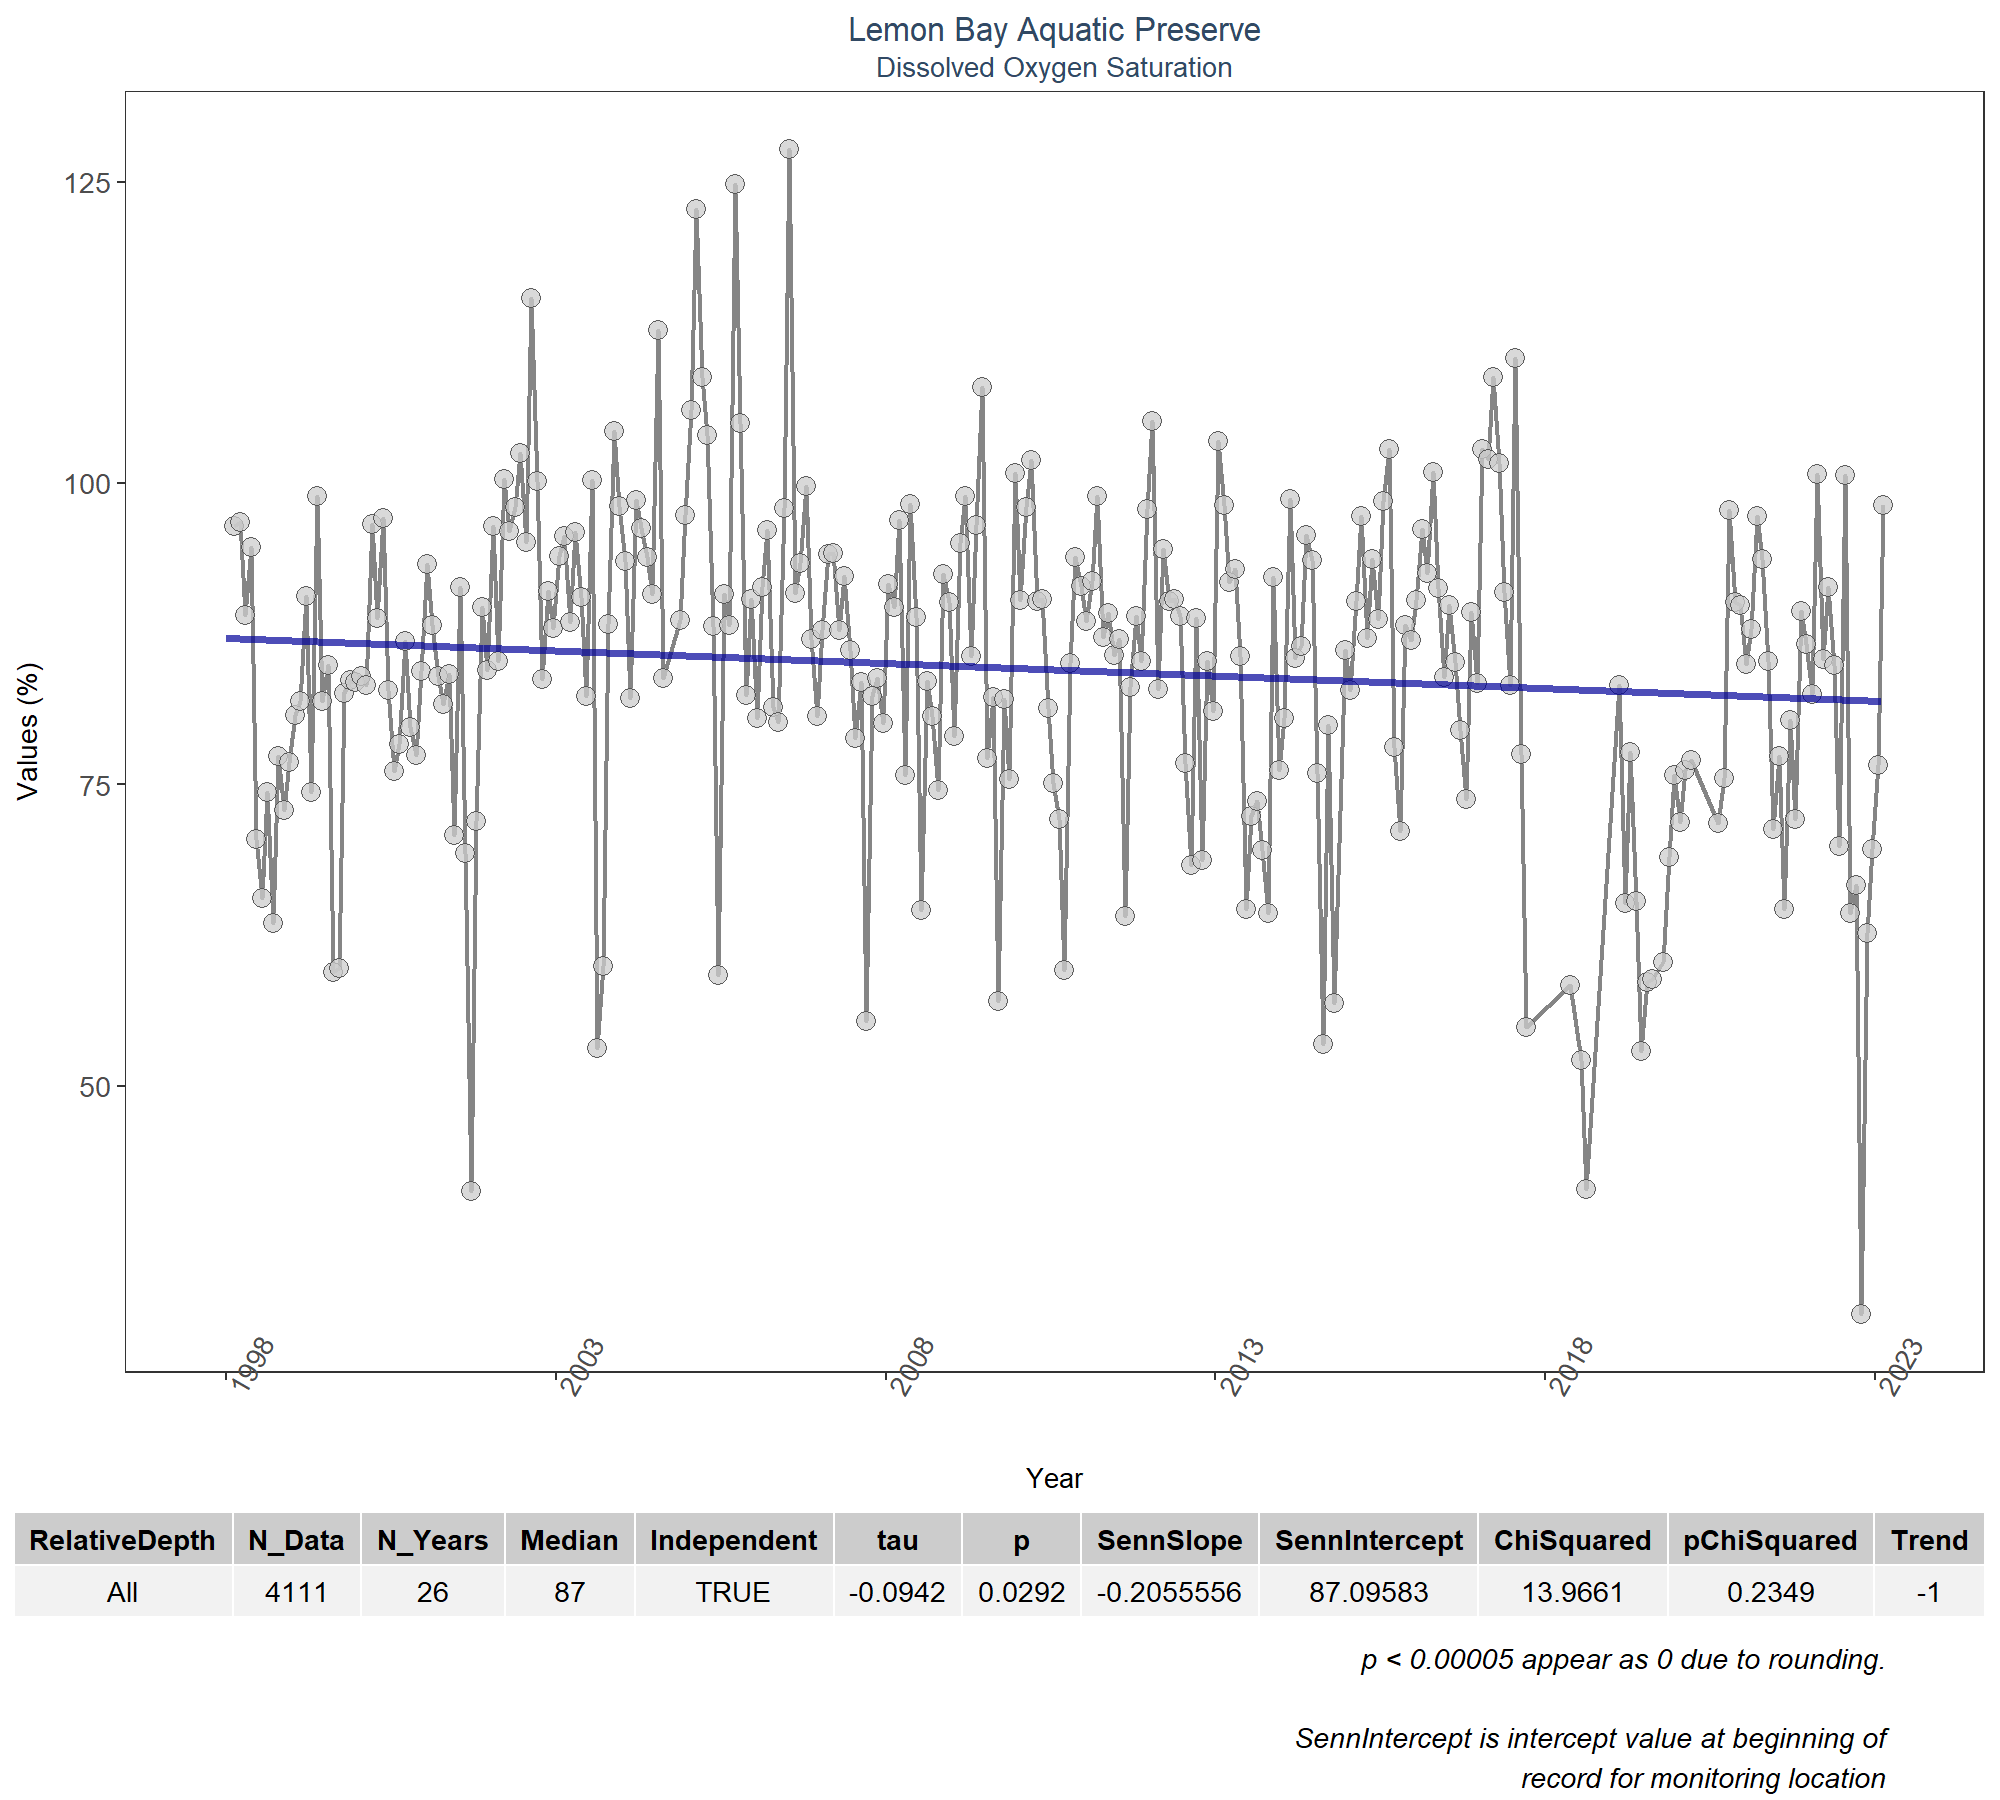 Lemon Bay Aquatic Preserve
Dissolved Oxygen Saturation
125
100
75
50
Values (%)
1998 2003 2008 2013 2018 2023
Year
RelativeDepth N_Data N_Years Median Independent tau p SennSlope SennIntercept ChiSquared pChiSquared Trend
All 4111 26 87 TRUE -0.0942 0.0292 -0.2055556 87.09583 13.9661 0.2349 -1
p < 0.00005 appear as 0 due to rounding.
SennIntercept is intercept value at beginning of
record for monitoring location